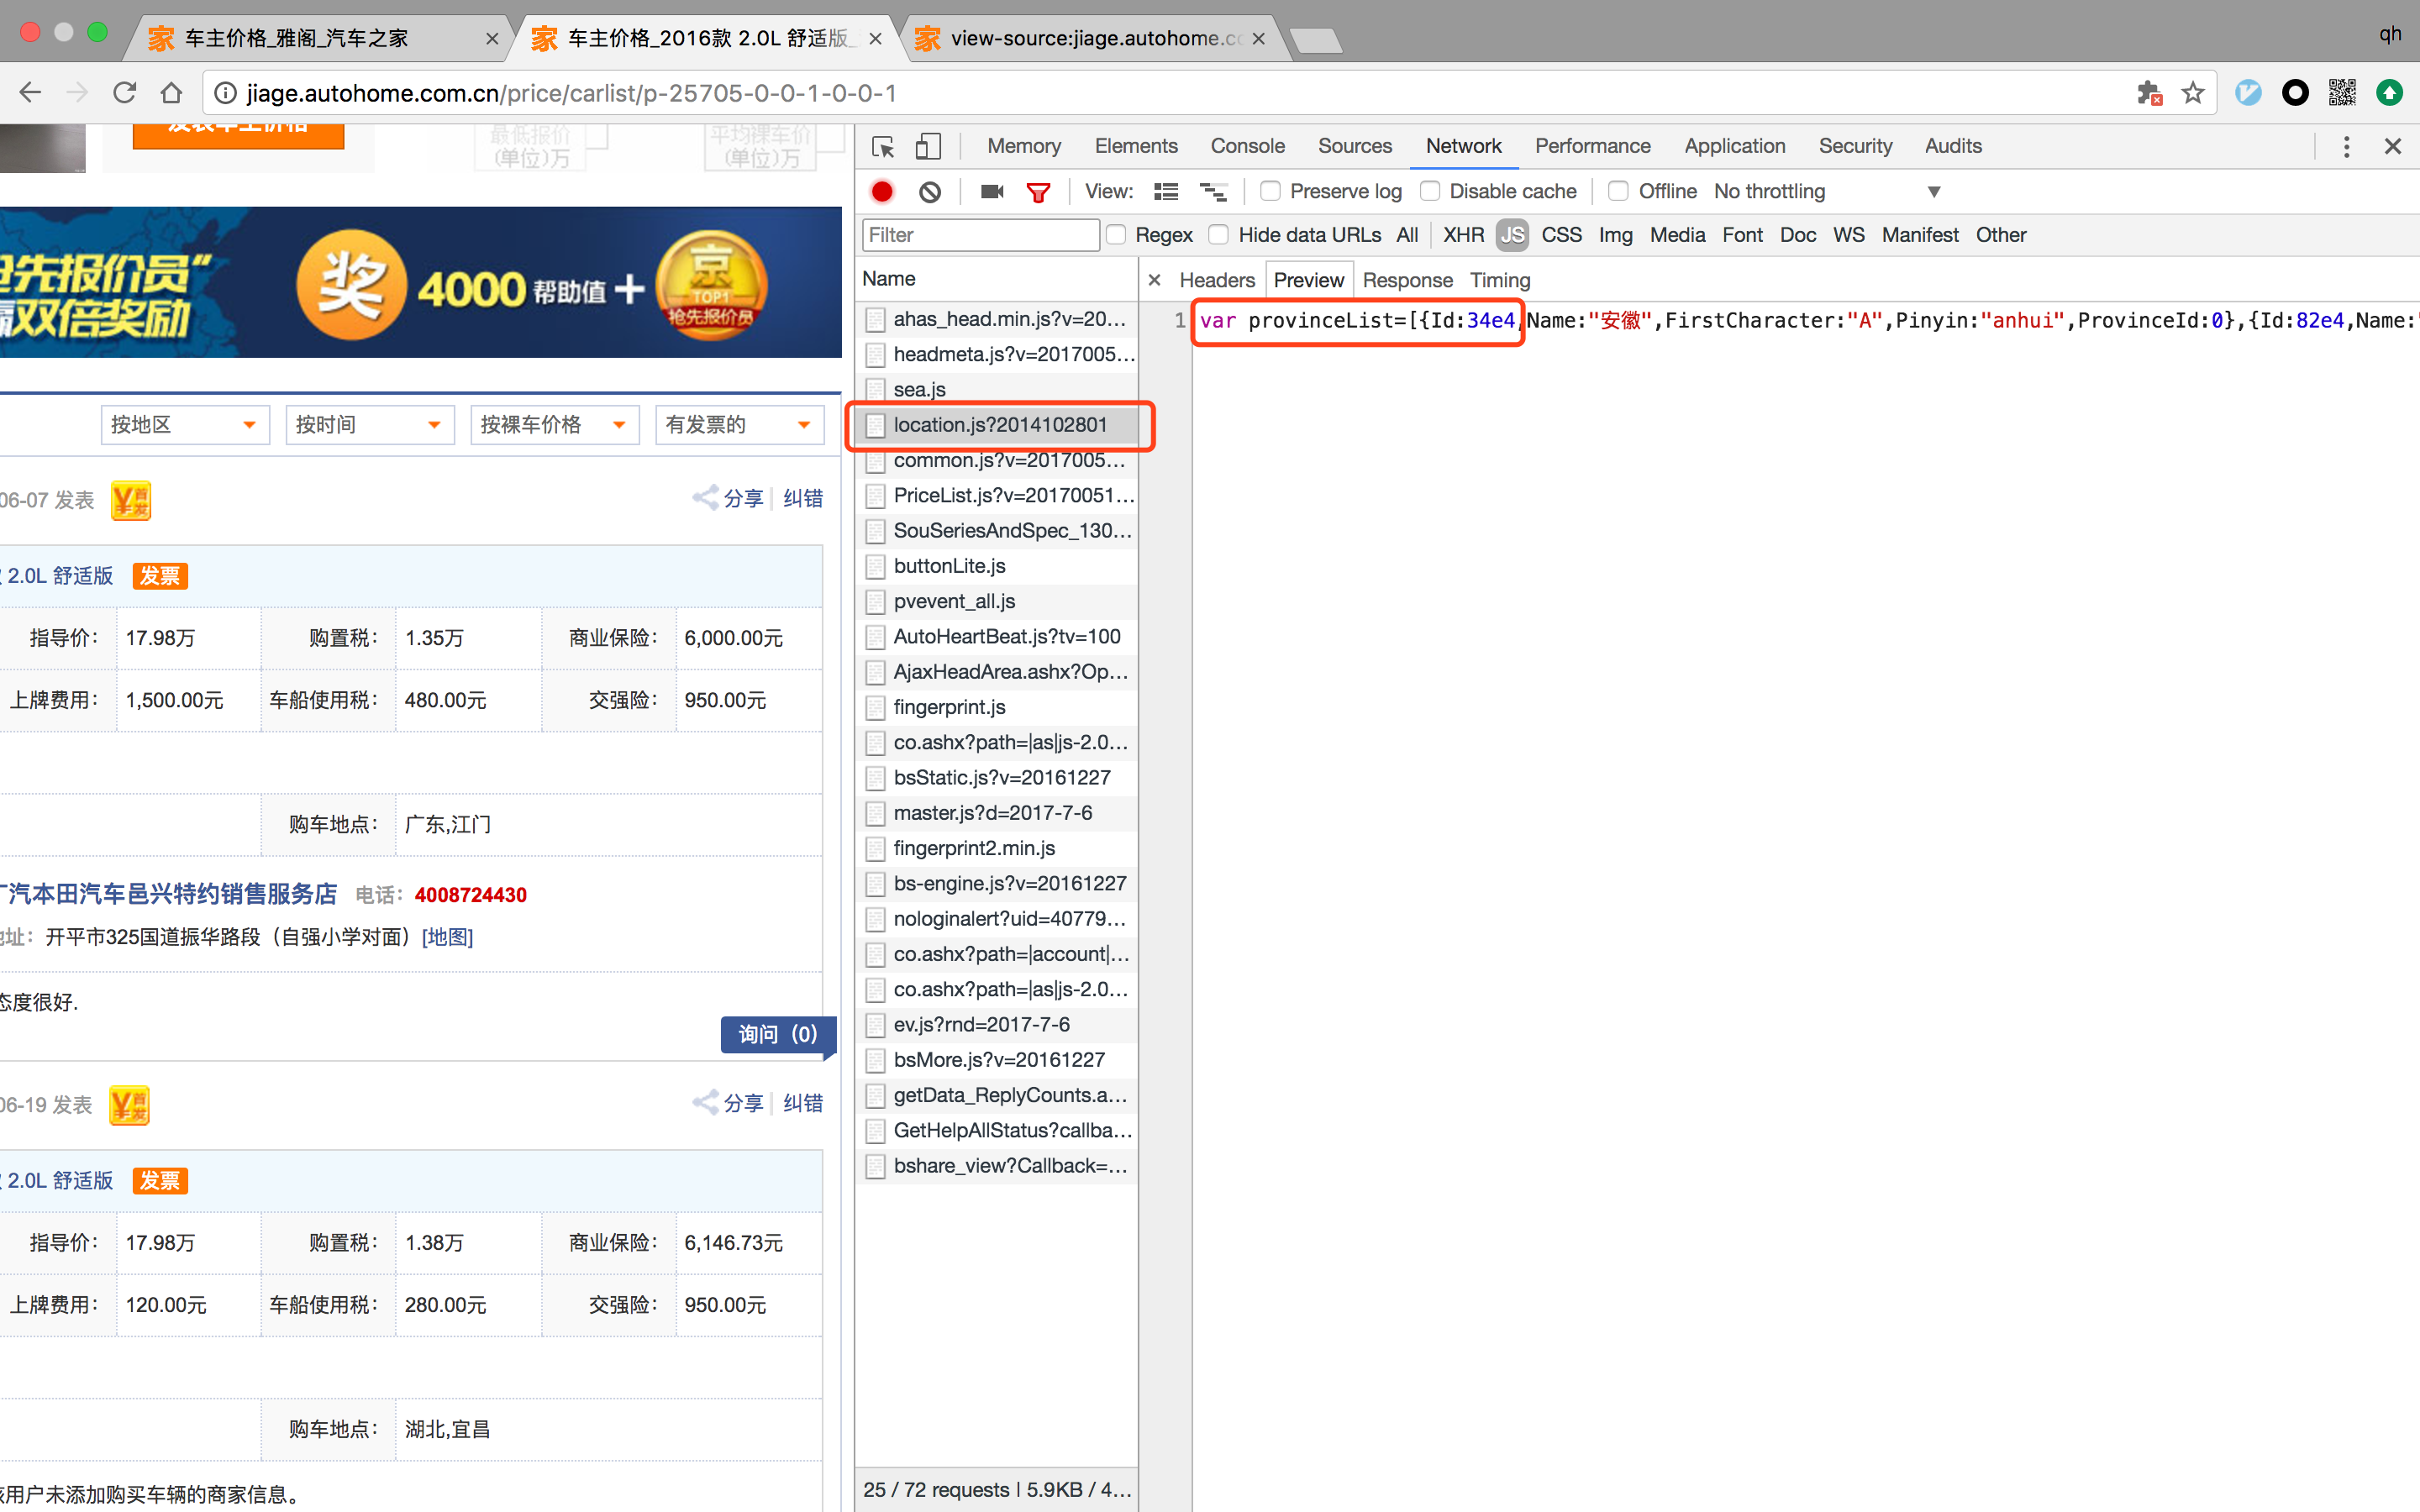 车主价格_雅阁_汽车之家
车主价格_2016款 2.0L 舒适版_
view-source:jiage.autohome.co
qh
jiage.autohome.com.cn/price/carlist/p-25705-0-0-1-0-0-1
发表车主价格
最低报价
(单位)万
平均裸车价
(单位)万
抢先报价员”
赢双倍奖励
奖
4000 帮助值 +
京
TOP1
抢先报价员
按地区
按时间
按裸车价格
有发票的
06-07 发表
¥首发
分享
纠错
2.0L 舒适版
发票
指导价: 17.98万 购置税: 1.35万 商业保险: 6,000.00元
上牌费用: 1,500.00元 车船使用税: 480.00元 交强险: 950.00元
购车地点: 广东,江门
广汽本田汽车邑兴特约销售服务店 电话: 4008724430
地址: 开平市325国道振华路段（自强小学对面） [地图]
态度很好.
询问 (0)
06-19 发表
¥首发
分享
纠错
2.0L 舒适版
发票
指导价: 17.98万 购置税: 1.38万 商业保险: 6,146.73元
上牌费用: 120.00元 车船使用税: 280.00元 交强险: 950.00元
购车地点: 湖北,宜昌
该用户未添加购买车辆的商家信息。
Memory Elements Console Sources Network Performance Application Security Audits
View: Preserve log Disable cache Offline No throttling
Filter Regex Hide data URLs All XHR JS CSS Img Media Font Doc WS Manifest Other
Name
ahas_head.min.js?v=20...
headmeta.js?v=2017005...
sea.js
location.js?2014102801
common.js?v=2017005...
PriceList.js?v=20170051...
SouSeriesAndSpec_130...
buttonLite.js
pvevent_all.js
AutoHeartBeat.js?tv=100
AjaxHeadArea.ashx?Op...
fingerprint.js
co.ashx?path=|as|js-2.0...
bsStatic.js?v=20161227
master.js?d=2017-7-6
fingerprint2.min.js
bs-engine.js?v=20161227
nologinalert?uid=40779...
co.ashx?path=|account|...
co.ashx?path=|as|js-2.0...
ev.js?rnd=2017-7-6
bsMore.js?v=20161227
getData_ReplyCounts.a...
GetHelpAllStatus?callba...
bshare_view?Callback=...
25 / 72 requests | 5.9KB / 4...
Headers Preview Response Timing
1 var provinceList=[{Id:34e4,Name:"安徽",FirstCharacter:"A",Pinyin:"anhui",ProvinceId:0},{Id:82e4,Name:"